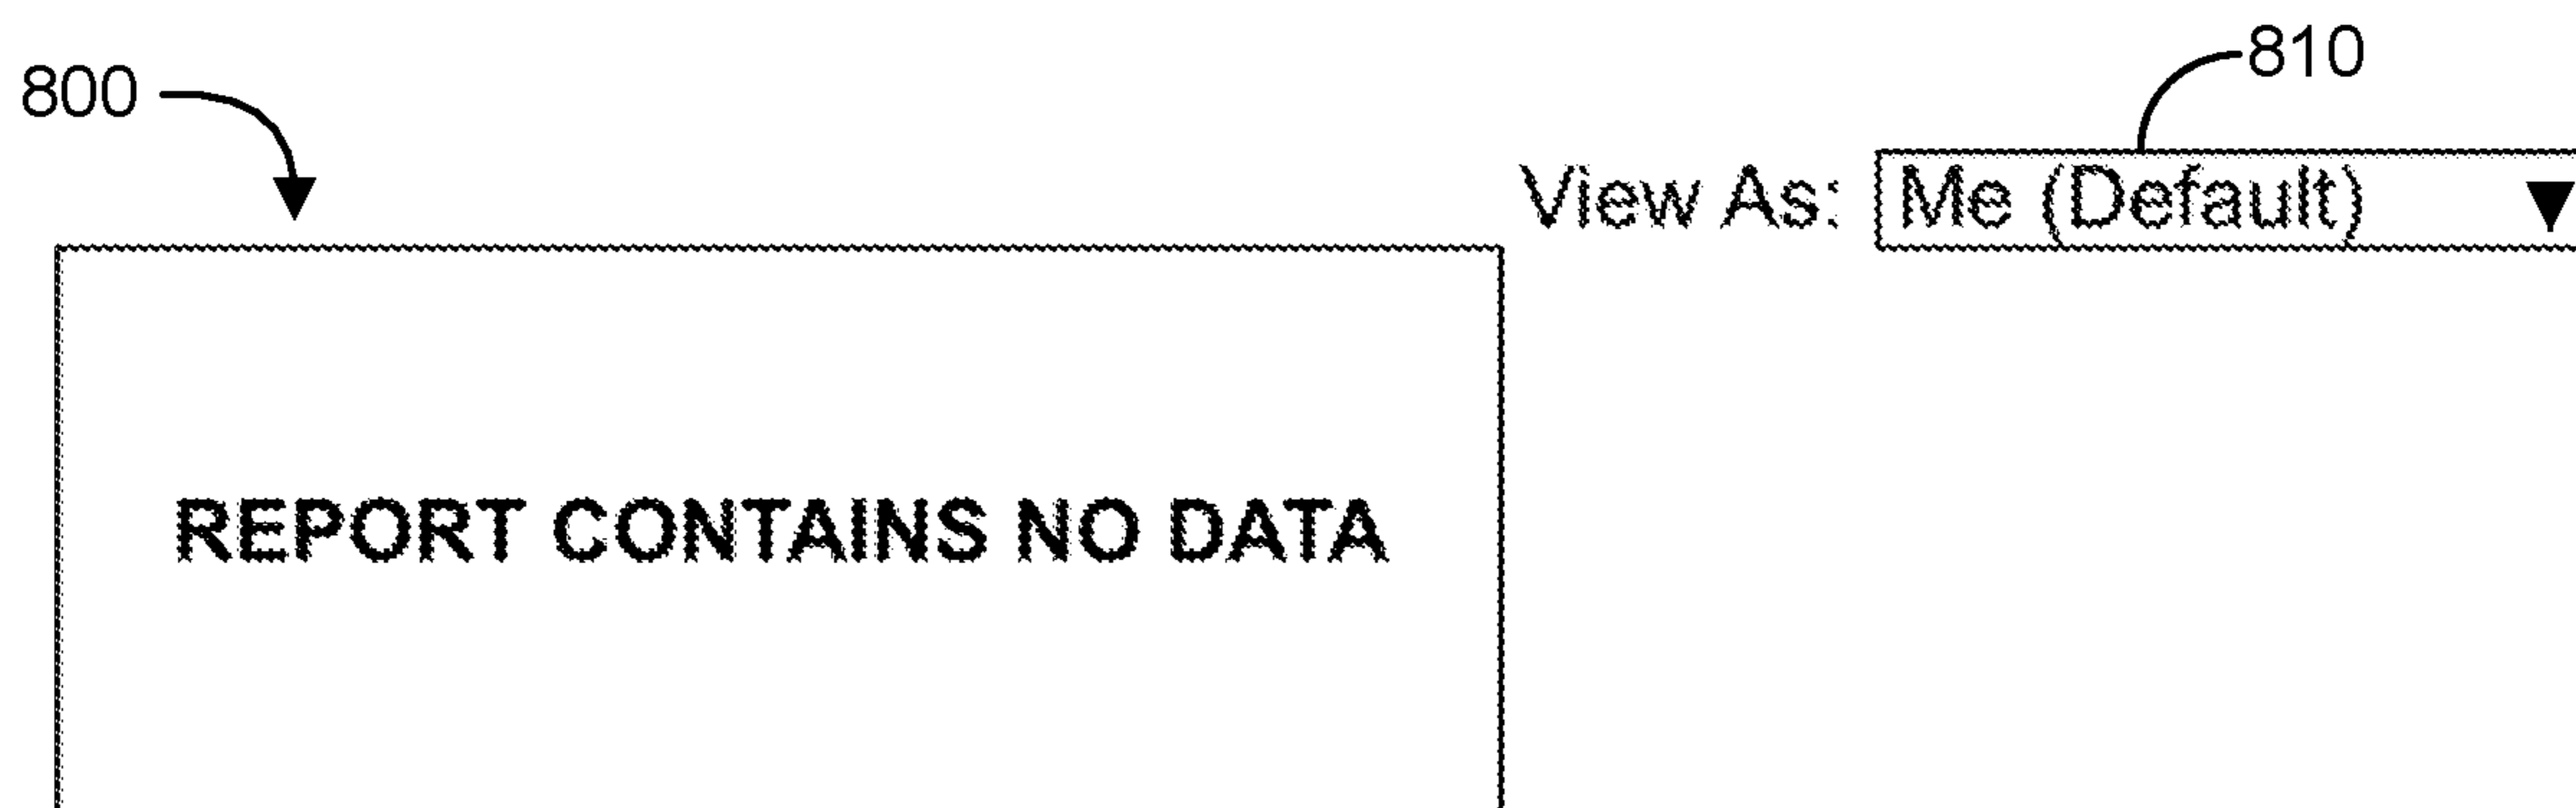 800
810
View As: Me (Default)
REPORT CONTAINS NO DATA